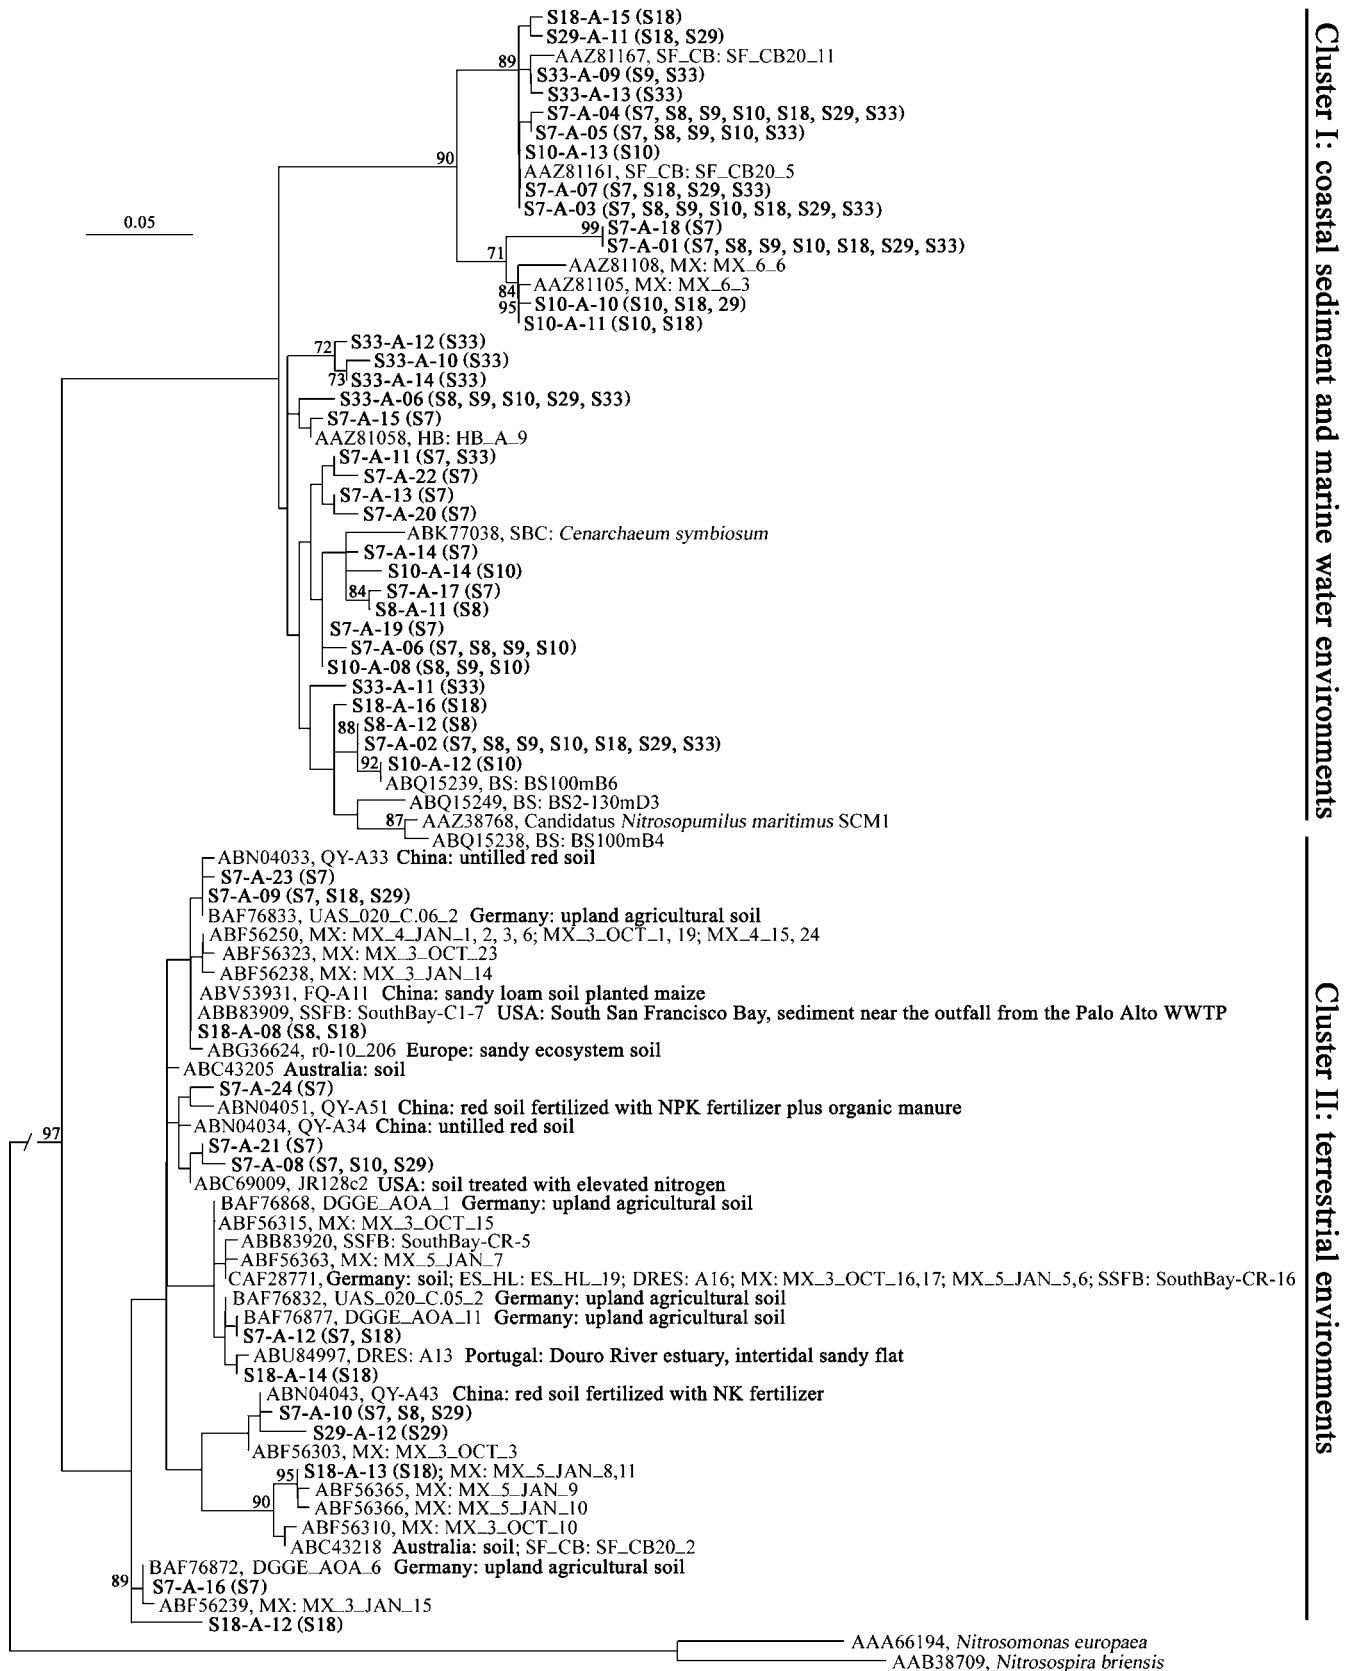 S18-A-15 (S18)
S29-A-11 (S18, S29)
AAZ81167, SF_CB: SF_CB20_11
89
S33-A-09 (S9, S33)
S33-A-13 (S33)
S7-A-04 (S7, S8, S9, S10, S18, S29, S33)
S7-A-05 (S7, S8, S9, S10, S33)
S10-A-13 (S10)
90
AAZ81161, SF_CB: SF_CB20_5
S7-A-07 (S7, S18, S29, S33)
S7-A-03 (S7, S8, S9, S10, S18, S29, S33)
0.05
99
S7-A-18 (S7)
S7-A-01 (S7, S8, S9, S10, S18, S29, S33)
71
AAZ81108, MX: MX_6_6
AAZ81105, MX: MX_6_3
84
95
S10-A-10 (S10, S18, 29)
S10-A-11 (S10, S18)
72
S33-A-12 (S33)
S33-A-10 (S33)
73
S33-A-14 (S33)
S33-A-06 (S8, S9, S10, S29, S33)
S7-A-15 (S7)
AAZ81058, HB: HB_A_9
S7-A-11 (S7, S33)
S7-A-22 (S7)
S7-A-13 (S7)
S7-A-20 (S7)
ABK77038, SBC: Cenarchaeum symbiosum
S7-A-14 (S7)
S10-A-14 (S10)
84
S7-A-17 (S7)
S8-A-11 (S8)
S7-A-19 (S7)
S7-A-06 (S7, S8, S9, S10)
S10-A-08 (S8, S9, S10)
S33-A-11 (S33)
S18-A-16 (S18)
88
S8-A-12 (S8)
S7-A-02 (S7, S8, S9, S10, S18, S29, S33)
92
S10-A-12 (S10)
ABQ15239, BS: BS100mB6
ABQ15249, BS: BS2-130mD3
87
AAZ38768, Candidatus Nitrosopumilus maritimus SCM1
ABQ15238, BS: BS100mB4
Cluster I: coastal sediment and marine water environments
ABN04033, QY-A33 China: untilled red soil
S7-A-23 (S7)
S7-A-09 (S7, S18, S29)
BAF76833, UAS_020_C.06_2 Germany: upland agricultural soil
ABF56250, MX: MX_4_JAN_1, 2, 3, 6; MX_3_OCT_1, 19; MX_4_15, 24
ABF56323, MX: MX_3_OCT_23
ABF56238, MX: MX_3_JAN_14
ABV53931, FQ-A11 China: sandy loam soil planted maize
ABB83909, SSFB: SouthBay-C1-7 USA: South San Francisco Bay, sediment near the outfall from the Palo Alto WWTP
S18-A-08 (S8, S18)
ABG36624, r0-10_206 Europe: sandy ecosystem soil
ABC43205 Australia: soil
S7-A-24 (S7)
ABN04051, QY-A51 China: red soil fertilized with NPK fertilizer plus organic manure
ABN04034, QY-A34 China: untilled red soil
97
S7-A-21 (S7)
S7-A-08 (S7, S10, S29)
ABC69009, JR128c2 USA: soil treated with elevated nitrogen
BAF76868, DGGE_AOA_1 Germany: upland agricultural soil
ABF56315, MX: MX_3_OCT_15
ABB83920, SSFB: SouthBay-CR-5
ABF56363, MX: MX_5_JAN_7
CAF28771, Germany: soil; ES_HL: ES_HL_19; DRES: A16; MX: MX_3_OCT_16,17; MX_5_JAN_5,6; SSFB: SouthBay-CR-16
BAF76832, UAS_020_C.05_2 Germany: upland agricultural soil
BAF76877, DGGE_AOA_11 Germany: upland agricultural soil
S7-A-12 (S7, S18)
ABU84997, DRES: A13 Portugal: Douro River estuary, intertidal sandy flat
S18-A-14 (S18)
ABN04043, QY-A43 China: red soil fertilized with NK fertilizer
S7-A-10 (S7, S8, S29)
S29-A-12 (S29)
ABF56303, MX: MX_3_OCT_3
95
S18-A-13 (S18); MX: MX_5_JAN_8,11
ABF56365, MX: MX_5_JAN_9
90
ABF56366, MX: MX_5_JAN_10
ABF56310, MX: MX_3_OCT_10
ABC43218 Australia: soil; SF_CB: SF_CB20_2
BAF76872, DGGE_AOA_6 Germany: upland agricultural soil
89
S7-A-16 (S7)
ABF56239, MX: MX_3_JAN_15
S18-A-12 (S18)
Cluster II: terrestrial environments
AAA66194, Nitrosomonas europaea
AAB38709, Nitrosospira briensis